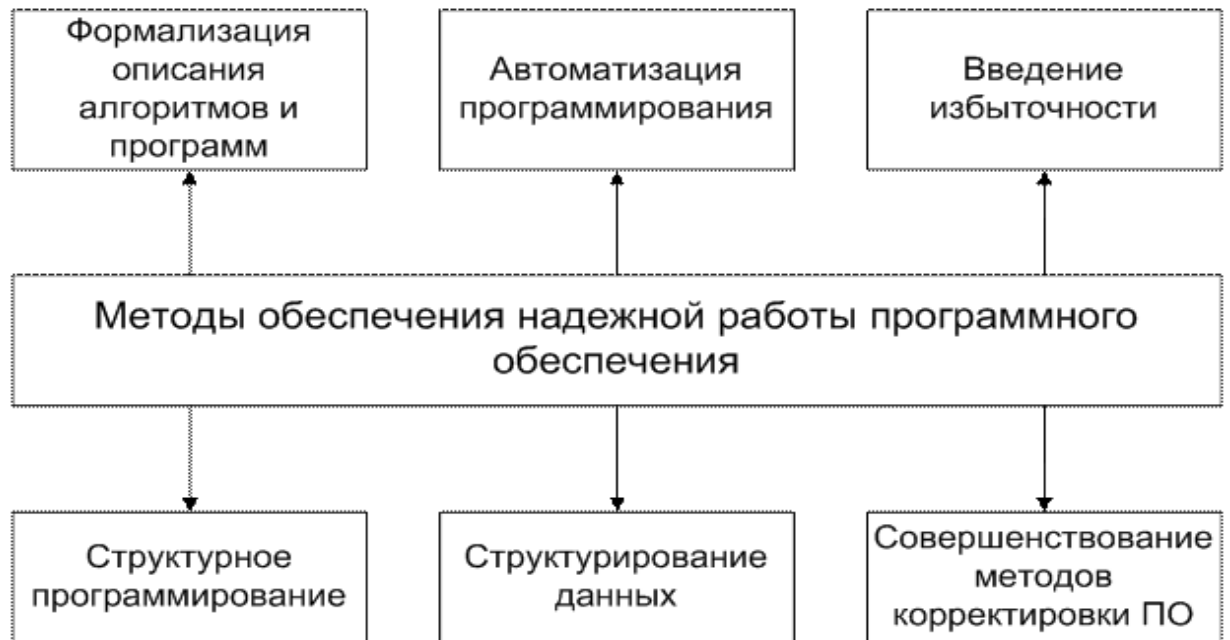 Формализация
описания
алгоритмов и
программ
Автоматизация
программирования
Введение
избыточности
Методы обеспечения надежной работы программного
обеспечения
Структурное
программирование
Структурирование
данных
Совершенствование
методов
корректировки ПО